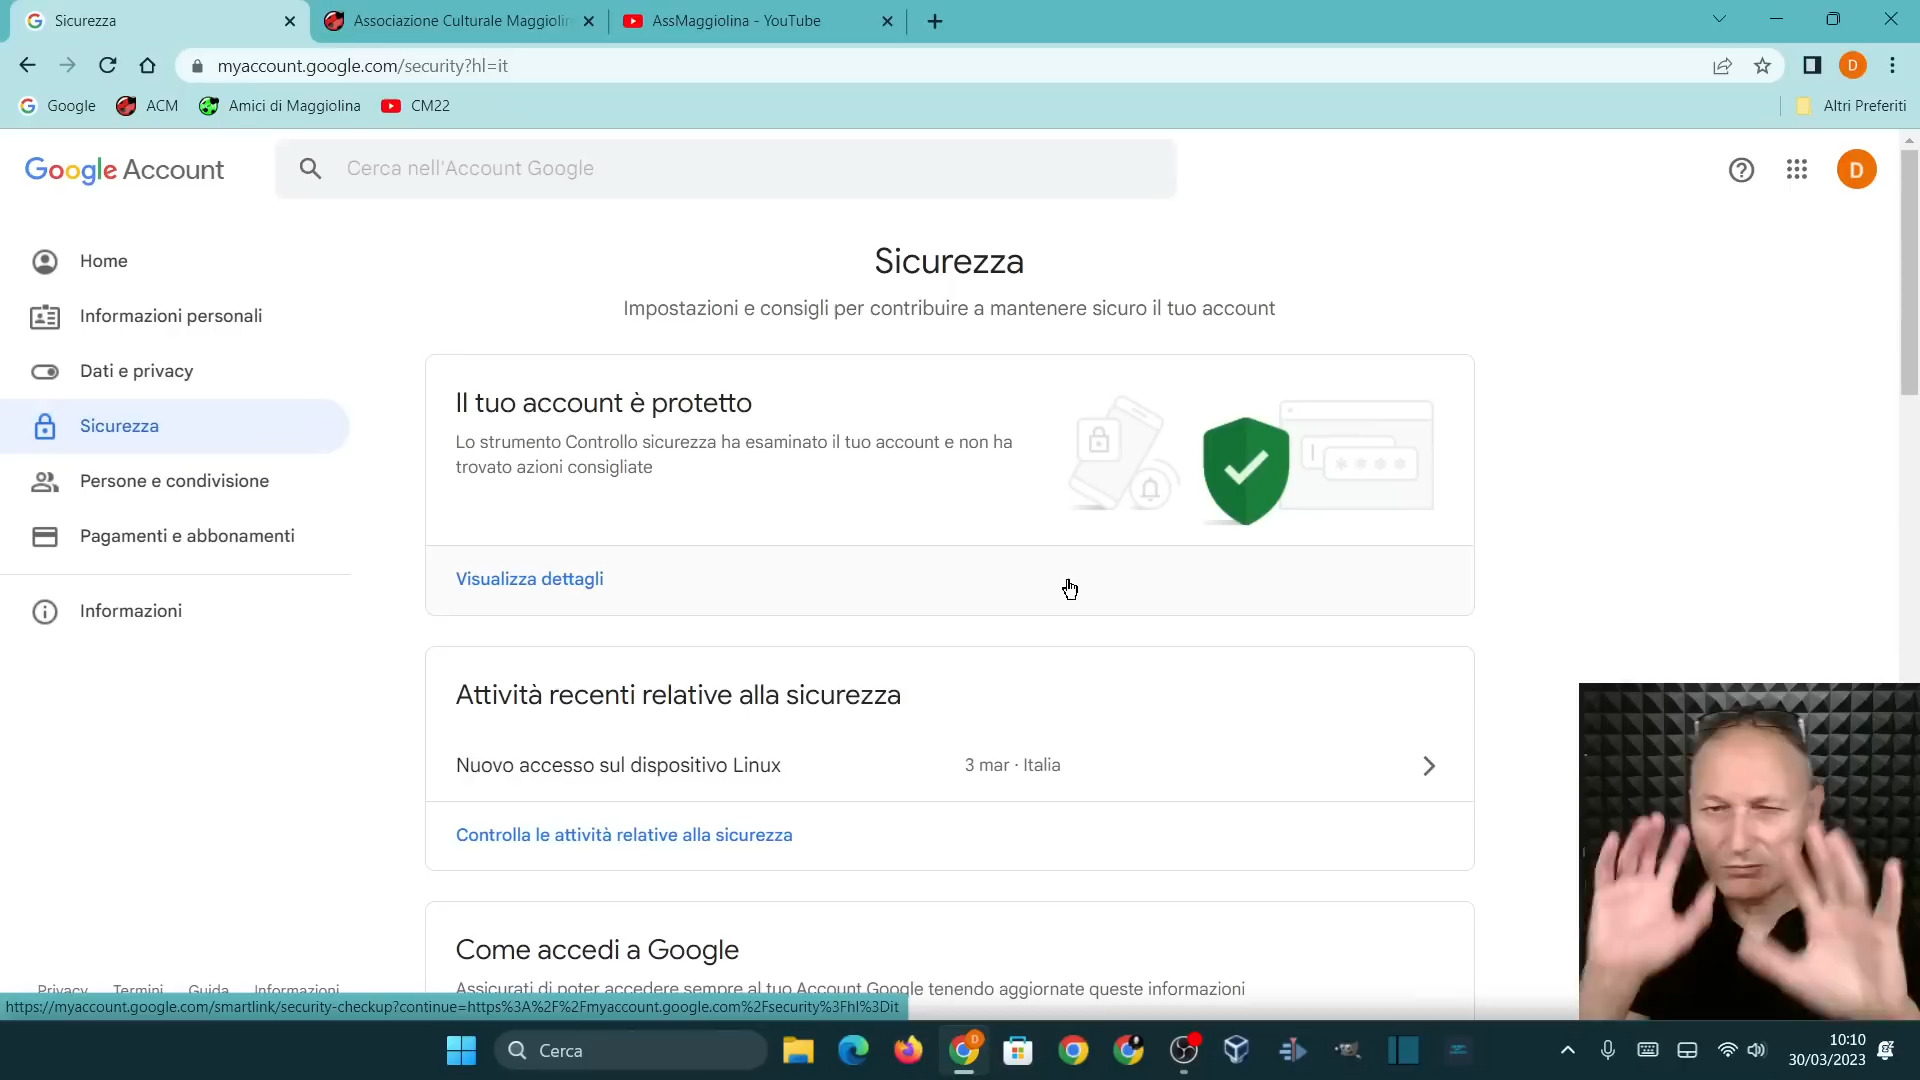 Sicurezza
Associazione Culturale Maggiolin
AssMaggiolina - YouTube
myaccount.google.com/security?hl=it
D
Google
ACM
Amici di Maggiolina
CM22
Altri Preferiti
Google Account
Cerca nell'Account Google
D
Home
Informazioni personali
Dati e privacy
Sicurezza
Persone e condivisione
Pagamenti e abbonamenti
Informazioni
Sicurezza
Impostazioni e consigli per contribuire a mantenere sicuro il tuo account
Il tuo account è protetto
Lo strumento Controllo sicurezza ha esaminato il tuo account e non ha
trovato azioni consigliate
Visualizza dettagli
Attività recenti relative alla sicurezza
Nuovo accesso sul dispositivo Linux
3 mar · Italia
Controlla le attività relative alla sicurezza
Come accedi a Google
Assicurati di poter accedere sempre al tuo Account Google tenendo aggiornate queste informazioni
Privacy Termini Guida Informazioni
https://myaccount.google.com/smartlink/security-checkup?continue=https%3A%2F%2Fmyaccount.google.com%2Fsecurity%3Fhl%3Dit
Cerca
D
10:10
30/03/2023